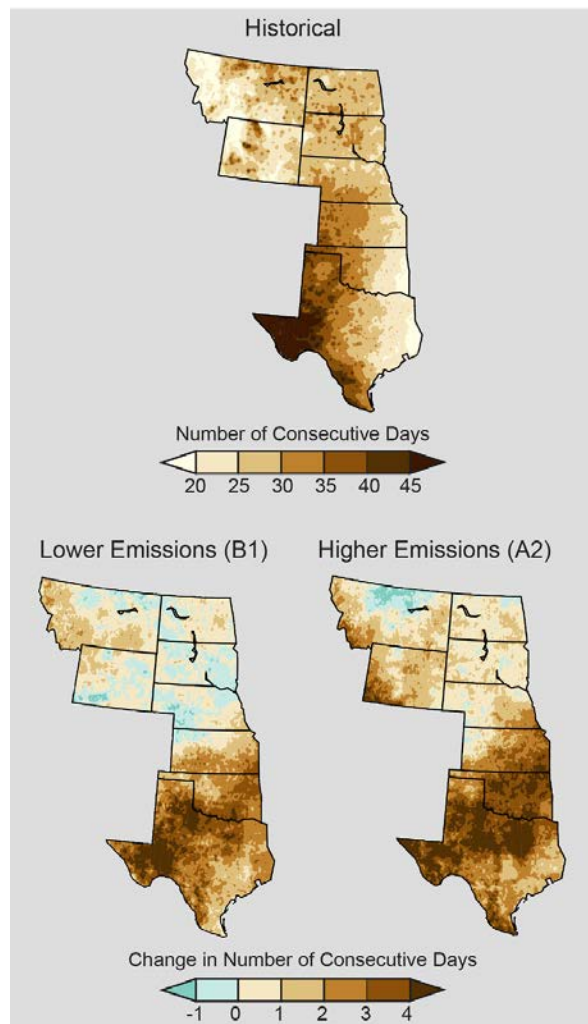 Historical
Number of Consecutive Days
20 25 30 35 40 45
Lower Emissions (B1) Higher Emissions (A2)
Change in Number of Consecutive Days
-1 0 1 2 3 4